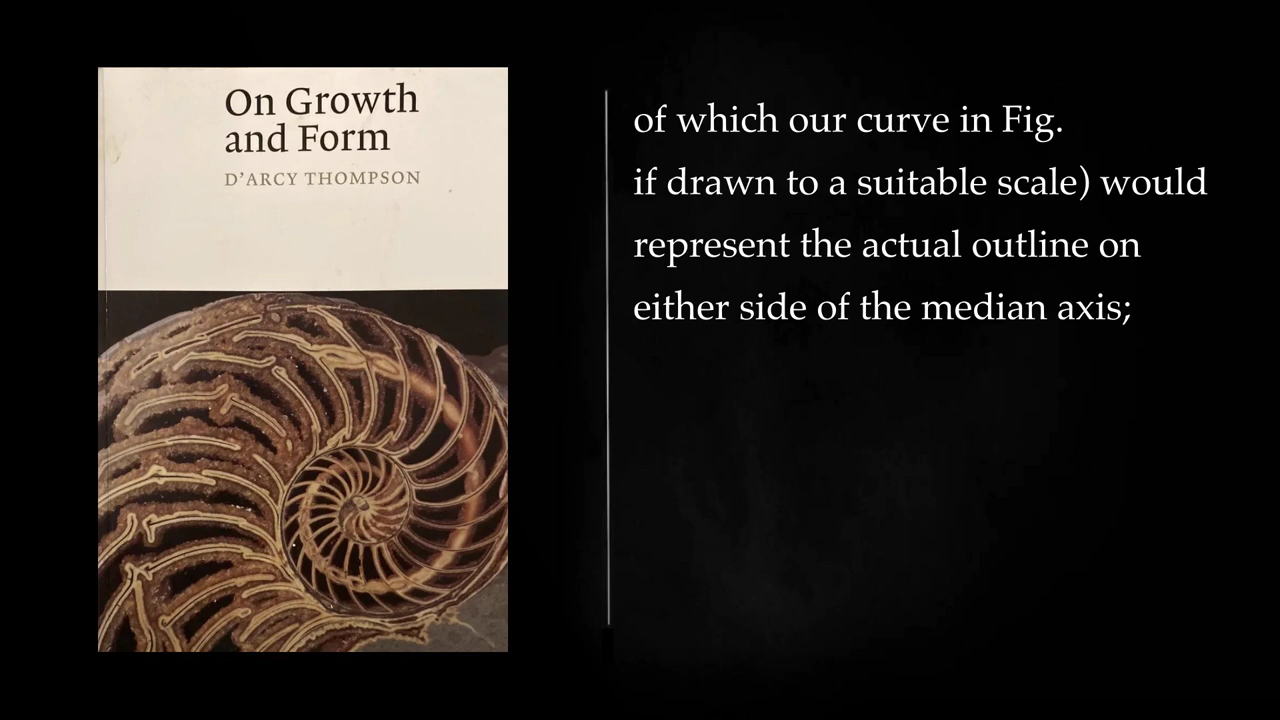 On Growth
and Form
D'ARCY THOMPSON
of which our curve in Fig.
if drawn to a suitable scale) would
represent the actual outline on
either side of the median axis;